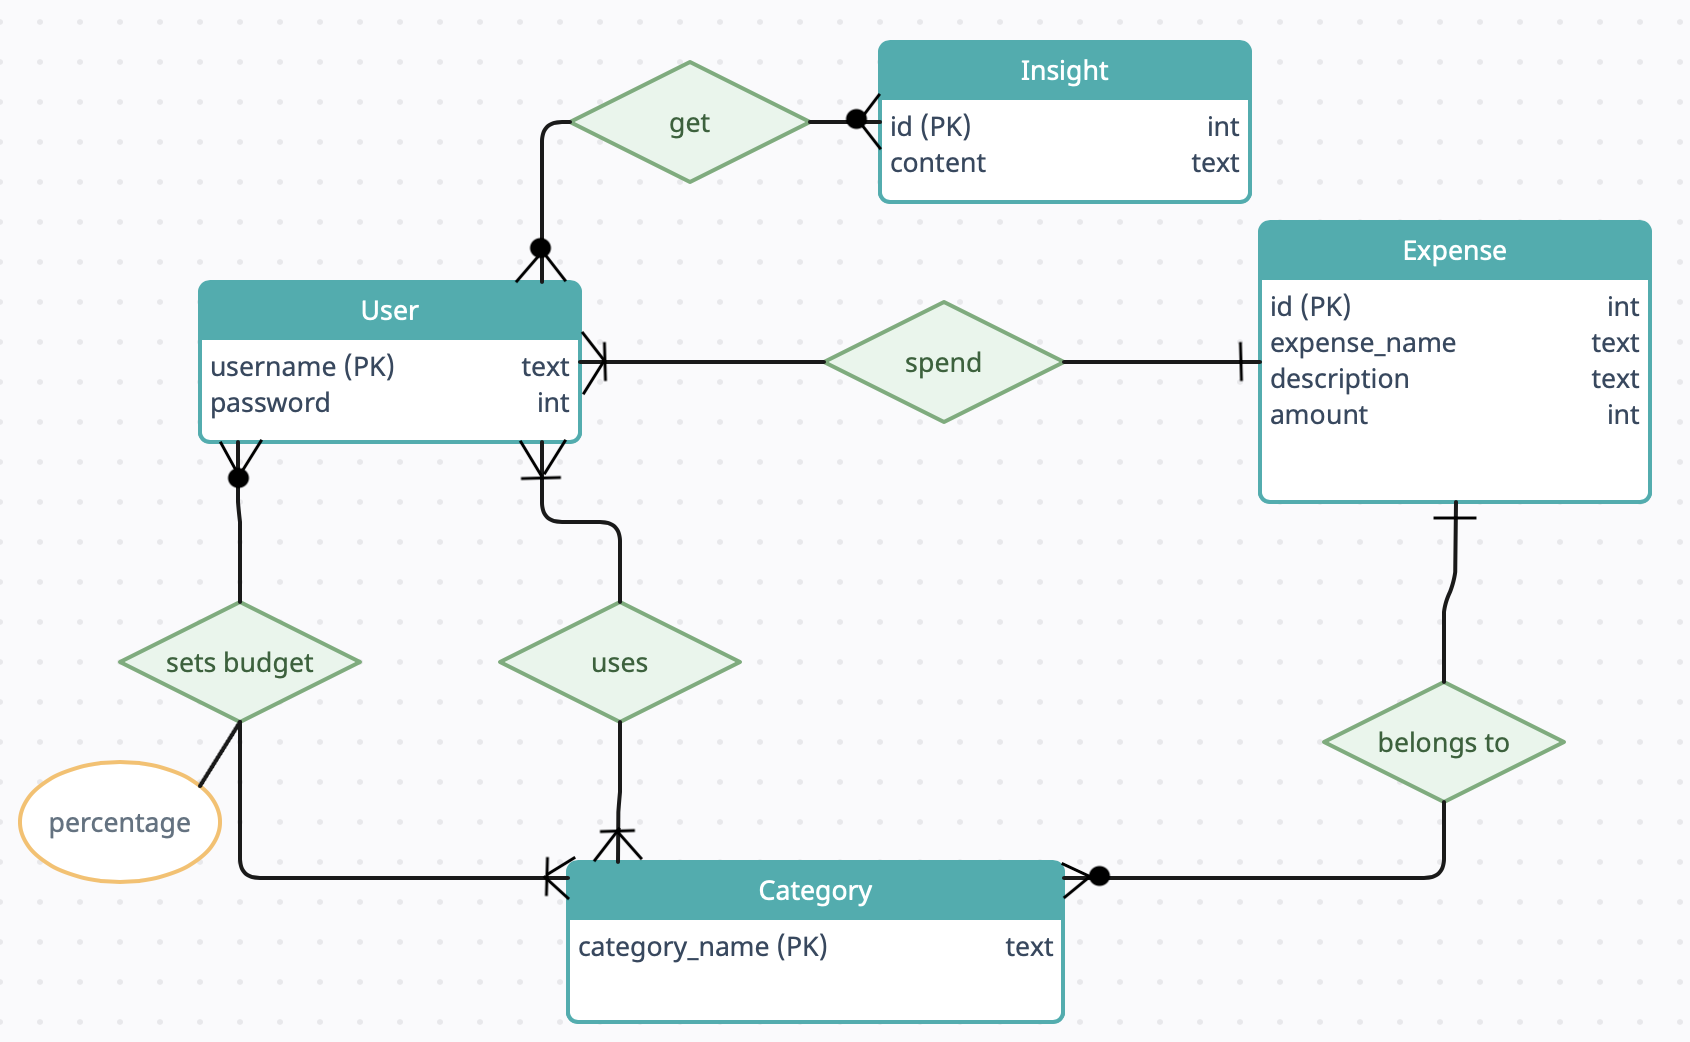 Insight
get
id (PK) int
content text
Expense
User
id (PK) int
expense_name text
spend
username (PK) text
description text
password int
amount int
sets budget
uses
belongs to
percentage
Category
category_name (PK) text